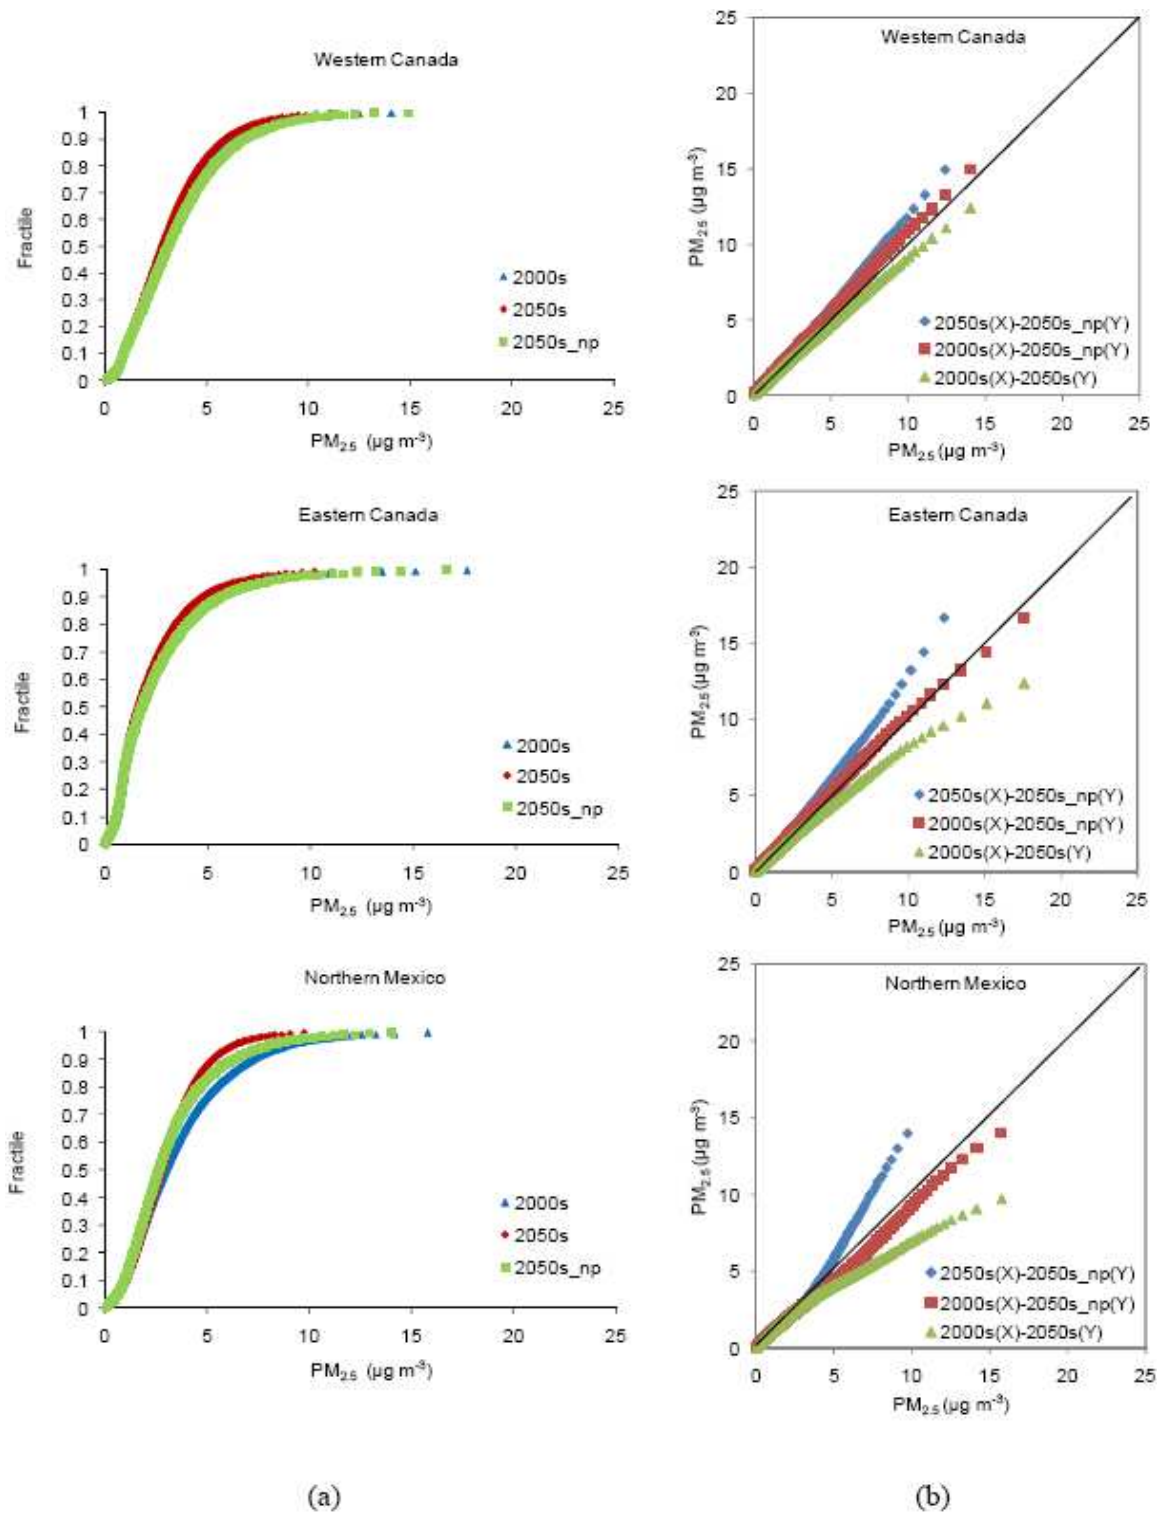 Western Canada
Fractile
1
0.9
0.8
0.7
0.6
0.5
0.4
0.3
0.2
0.1
0
2000s
2050s
2050s_np
0 5 10 15 20 25
PM2.5 (µg m-3)
Western Canada
PM2.5 (µg m-3)
25
20
15
10
5
0
2050s(X)-2050s_np(Y)
2000s(X)-2050s_np(Y)
2000s(X)-2050s(Y)
0 5 10 15 20 25
PM2.5 (µg m-3)
Eastern Canada
Fractile
1
0.9
0.8
0.7
0.6
0.5
0.4
0.3
0.2
0.1
0
2000s
2050s
2050s_np
0 5 10 15 20 25
PM2.5 (µg m-3)
Eastern Canada
PM2.5 (µg m-3)
25
20
15
10
5
0
2050s(X)-2050s_np(Y)
2000s(X)-2050s_np(Y)
2000s(X)-2050s(Y)
0 5 10 15 20 25
PM2.5 (µg m-3)
Northern Mexico
Fractile
1
0.9
0.8
0.7
0.6
0.5
0.4
0.3
0.2
0.1
0
2000s
2050s
2050s_np
0 5 10 15 20 25
PM2.5 (µg m-3)
Northern Mexico
PM2.5 (µg m-3)
25
20
15
10
5
0
2050s(X)-2050s_np(Y)
2000s(X)-2050s_np(Y)
2000s(X)-2050s(Y)
0 5 10 15 20 25
PM2.5 (µg m-3)
(a) (b)